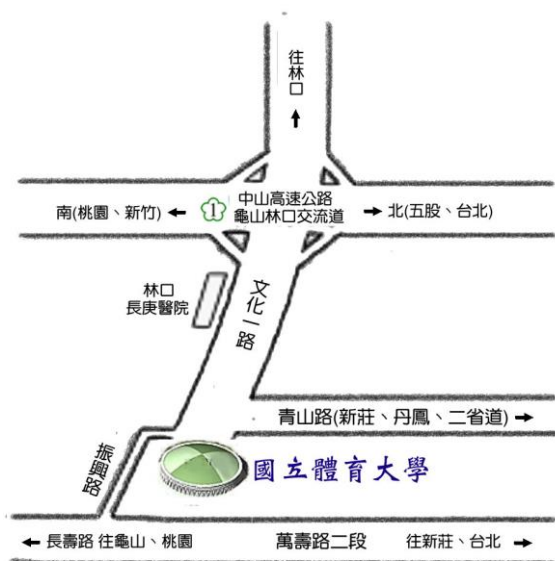 往林口
南(桃園、新竹)
1
中山高速公路
龜山林口交流道
北(五股、台北)
林口
長庚醫院
文化一路
青山路(新莊、丹鳳、二省道)
振興路
國立體育大學
長壽路 往龜山、桃園
萬壽路二段
往新莊、台北